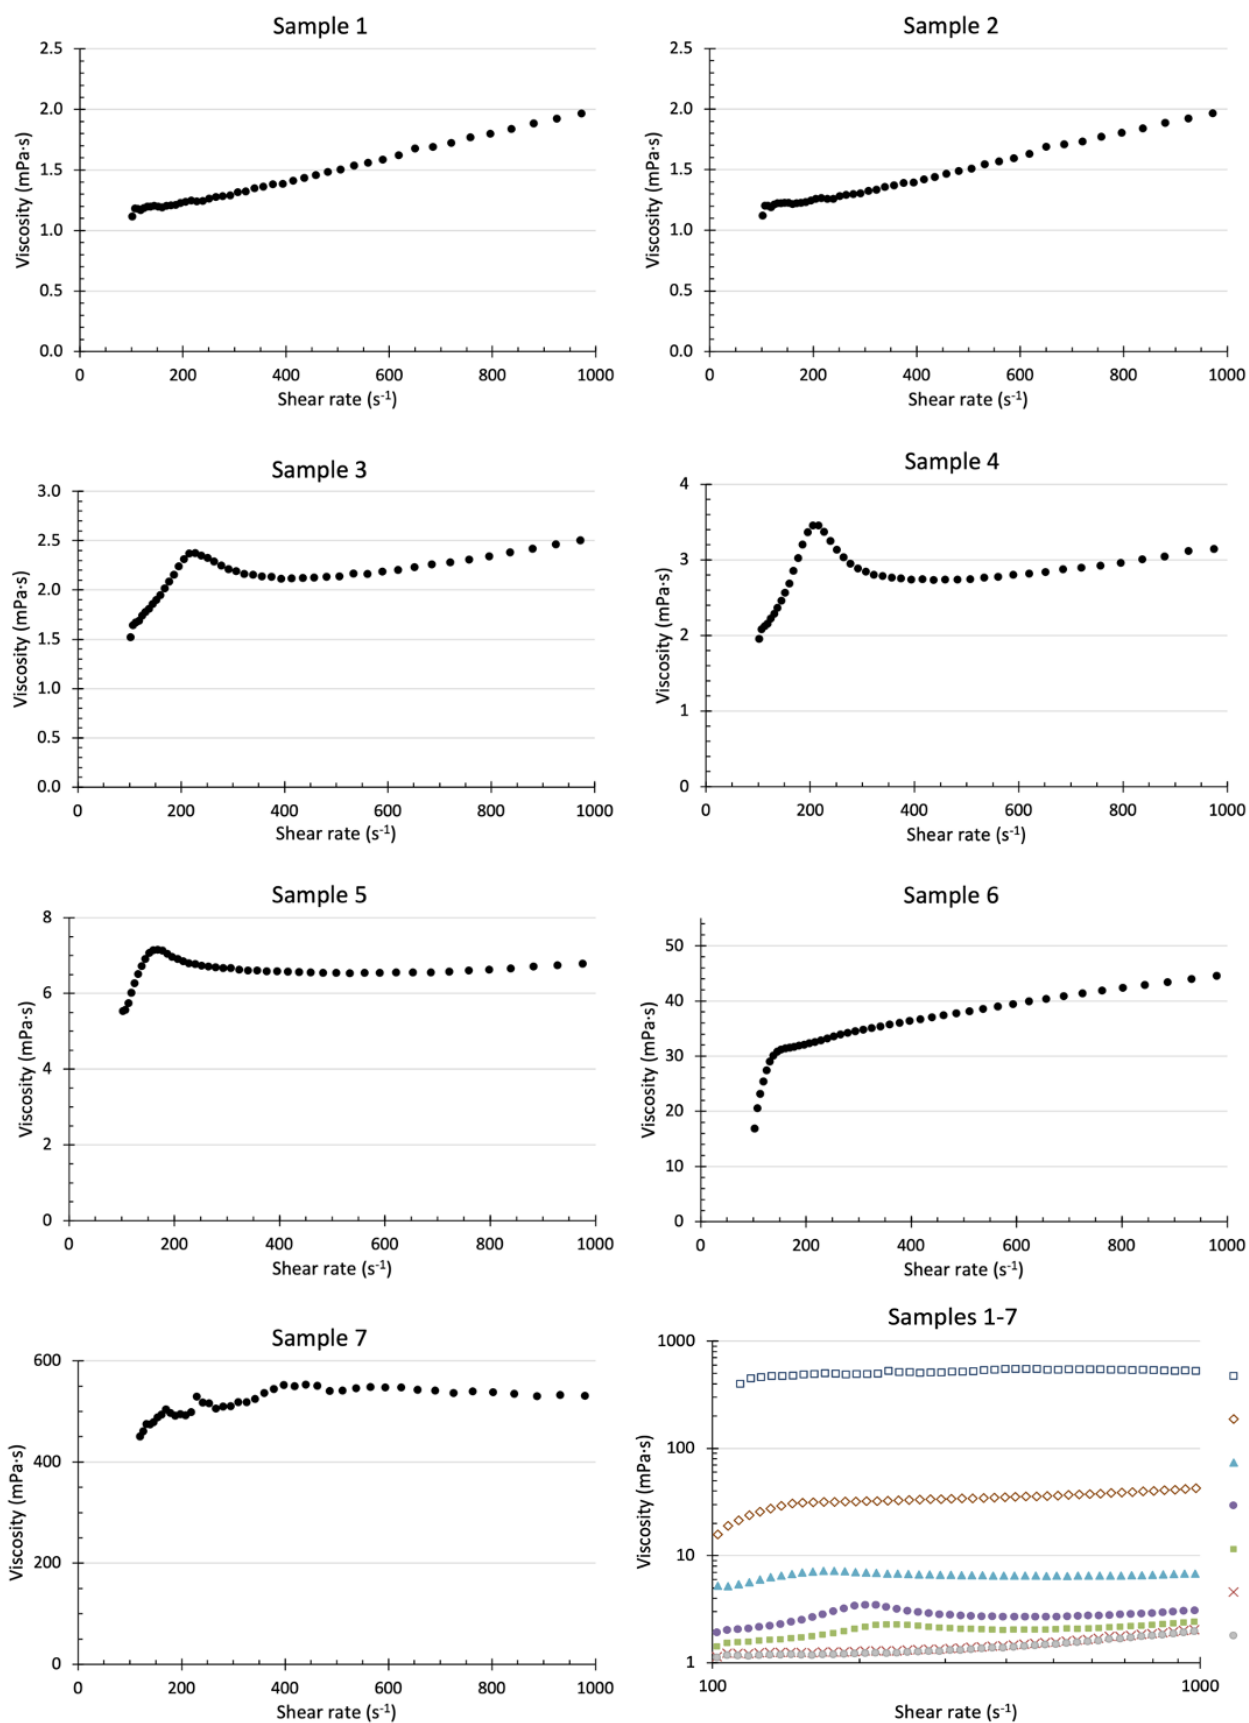 Sample 1
2.5
2.0
1.5
1.0
0.5
0.0
Viscosity (mPa·s)
0 200 400 600 800 1000
Shear rate (s⁻¹)
Sample 2
2.5
2.0
1.5
1.0
0.5
0.0
Viscosity (mPa·s)
0 200 400 600 800 1000
Shear rate (s⁻¹)
Sample 3
3.0
2.5
2.0
1.5
1.0
0.5
0.0
Viscosity (mPa·s)
0 200 400 600 800 1000
Shear rate (s⁻¹)
Sample 4
4
3
2
1
0
Viscosity (mPa·s)
0 200 400 600 800 1000
Shear rate (s⁻¹)
Sample 5
8
6
4
2
0
Viscosity (mPa·s)
0 200 400 600 800 1000
Shear rate (s⁻¹)
Sample 6
50
40
30
20
10
0
Viscosity (mPa·s)
0 200 400 600 800 1000
Shear rate (s⁻¹)
Sample 7
600
400
200
0
Viscosity (mPa·s)
0 200 400 600 800 1000
Shear rate (s⁻¹)
Samples 1-7
1000
100
10
1
Viscosity (mPa·s)
100 1000
Shear rate (s⁻¹)